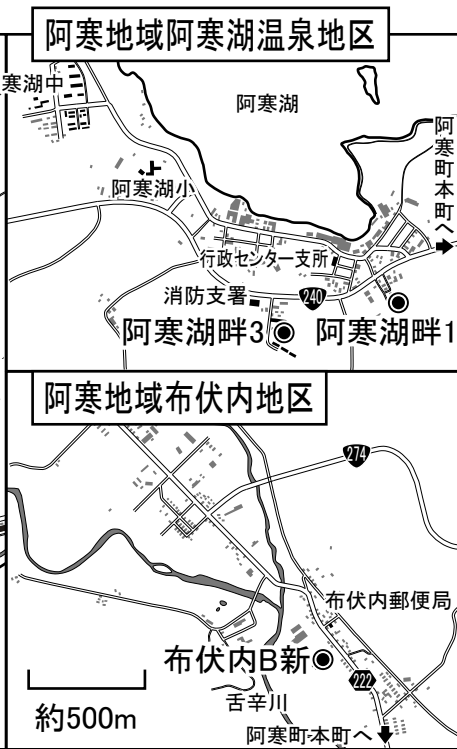 阿寒地域阿寒湖温泉地区
寒湖中
阿寒湖
阿寒町本町へ
阿寒湖小
行政センター支所
消防支署
240
阿寒湖畔3
阿寒湖畔1
阿寒地域布伏内地区
274
布伏内郵便局
布伏内B新
222
舌辛川
約500m
阿寒町本町へ